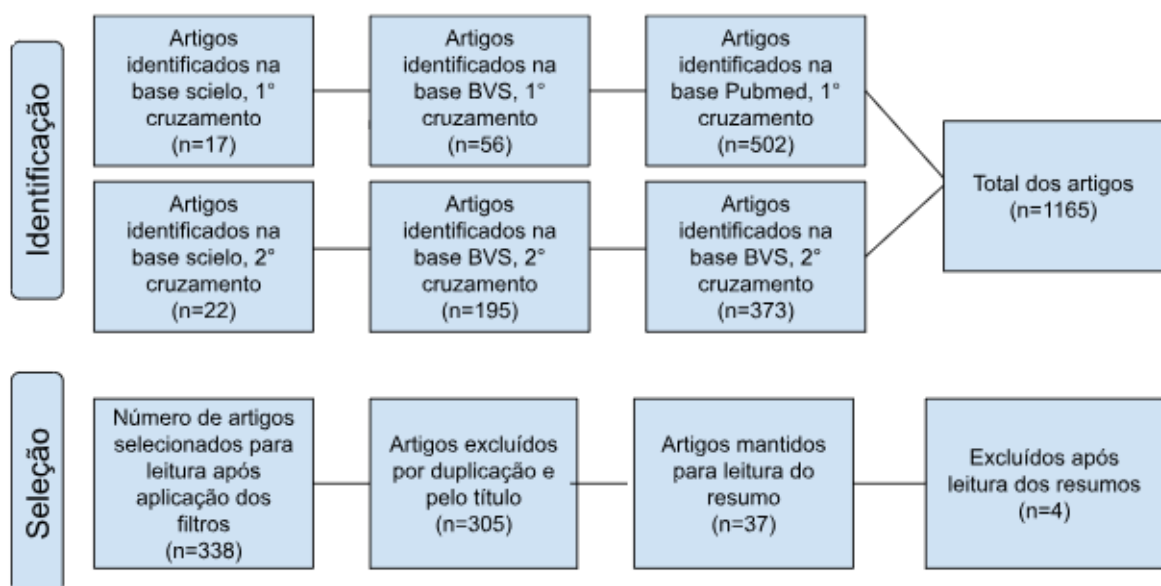 Identificação
Artigos
identificados na
base scielo, 1°
cruzamento
(n=17)
Artigos
identificados na
base BVS, 1°
cruzamento
(n=56)
Artigos
identificados na
base Pubmed, 1°
cruzamento
(n=502)
Artigos
identificados na
base scielo, 2°
cruzamento
(n=22)
Artigos
identificados na
base BVS, 2°
cruzamento
(n=195)
Artigos
identificados na
base BVS, 2°
cruzamento
(n=373)
Total dos artigos
(n=1165)
Seleção
Número de artigos
selecionados para
leitura após
aplicação dos
filtros
(n=338)
Artigos excluídos
por duplicação e
pelo título
(n=305)
Artigos mantidos
para leitura do
resumo
(n=37)
Excluídos após
leitura dos resumos
(n=4)